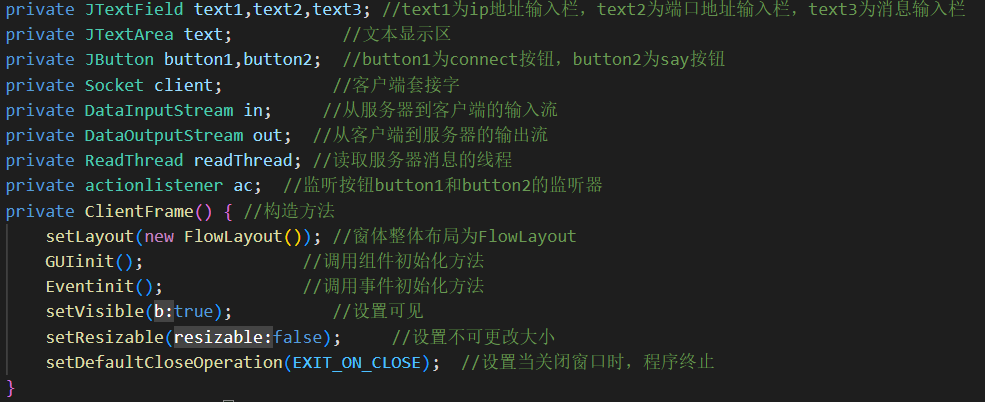 private JTextField text1,text2,text3; //text1为ip地址输入栏，text2为端口地址输入栏，text3为消息输入栏
private JTextArea text; //文本显示区
private JButton button1,button2; //button1为connect按钮，button2为say按钮
private Socket client; //客户端套接字
private DataInputStream in; //从服务器到客户端的输入流
private DataOutputStream out; //从客户端到服务器的输出流
private ReadThread readThread; //读取服务器消息的线程
private actionlistener ac; //监听按钮button1和button2的监听器
private ClientFrame() { //构造方法
setLayout(new FlowLayout()); //窗体整体布局为FlowLayout
GUIinit(); //调用组件初始化方法
Eventinit(); //调用事件初始化方法
setVisible(b:true); //设置可见
setResizable(resizable:false); //设置不可更改大小
setDefaultCloseOperation(EXIT_ON_CLOSE); //设置当关闭窗口时，程序终止
}